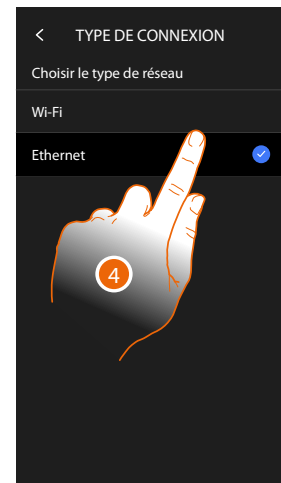 TYPE DE CONNEXION
Choisir le type de réseau
Wi-Fi
Ethernet
4